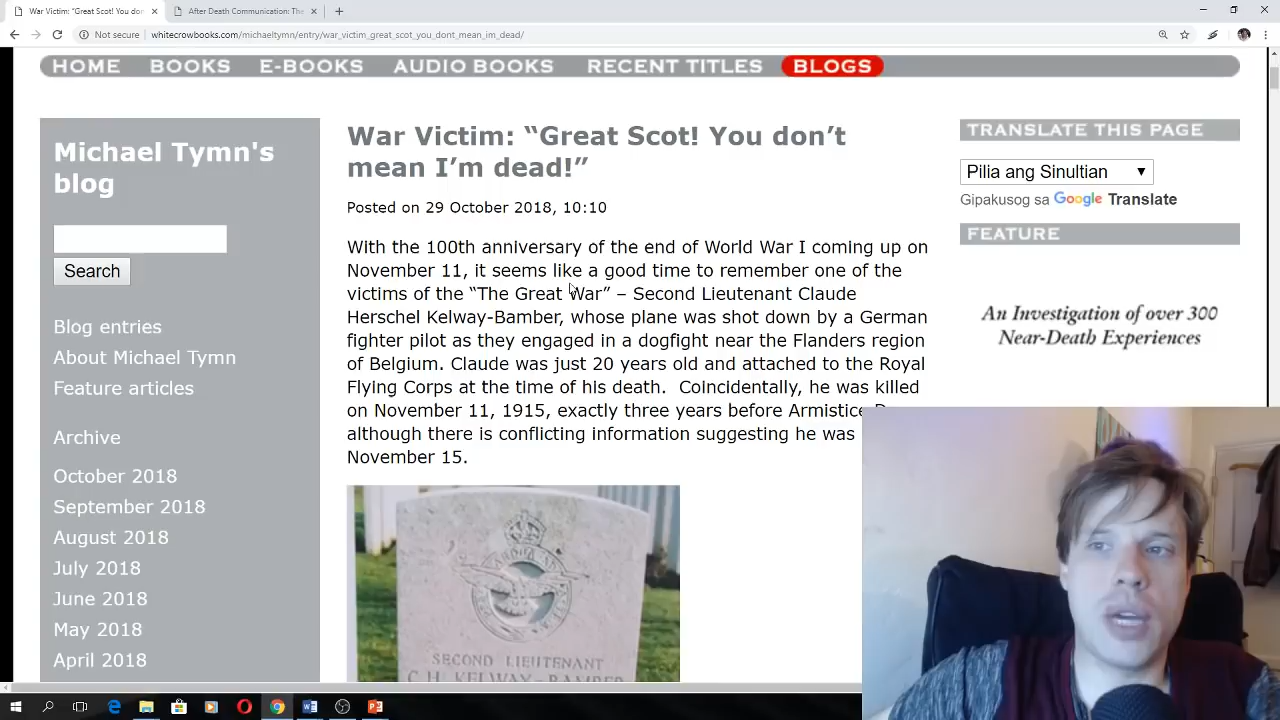 War Victim: “Great Scot! You don
After Death Communication: The
Not secure
whitecrowbooks.com/michaeltymn/entry/war_victim_great_scot_you_dont_mean_im_dead/
HOME BOOKS E-BOOKS AUDIO BOOKS RECENT TITLES BLOGS
Michael Tymn's
blog
Search
Blog entries
About Michael Tymn
Feature articles
Archive
October 2018
September 2018
August 2018
July 2018
June 2018
May 2018
April 2018
War Victim: “Great Scot! You don’t
mean I’m dead!”
Posted on 29 October 2018, 10:10
With the 100th anniversary of the end of World War I coming up on
November 11, it seems like a good time to remember one of the
victims of the “The Great War” – Second Lieutenant Claude
Herschel Kelway-Bamber, whose plane was shot down by a German
fighter pilot as they engaged in a dogfight near the Flanders region
of Belgium. Claude was just 20 years old and attached to the Royal
Flying Corps at the time of his death. Coincidentally, he was killed
on November 11, 1915, exactly three years before Armistice
although there is conflicting information suggesting he was
November 15.
SECOND LIEUTENANT
C.H. KELWAY-BAMBER
TRANSLATE THIS PAGE
Pilia ang Sinultian
Gipakusog sa Google Translate
FEATURE
An Investigation of over 300
Near-Death Experiences